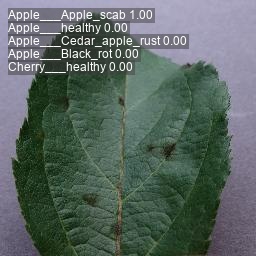 Apple___Apple_scab 1.00
Apple___healthy 0.00
Apple___Cedar_apple_rust 0.00
Apple___Black_rot 0.00
Cherry___healthy 0.00